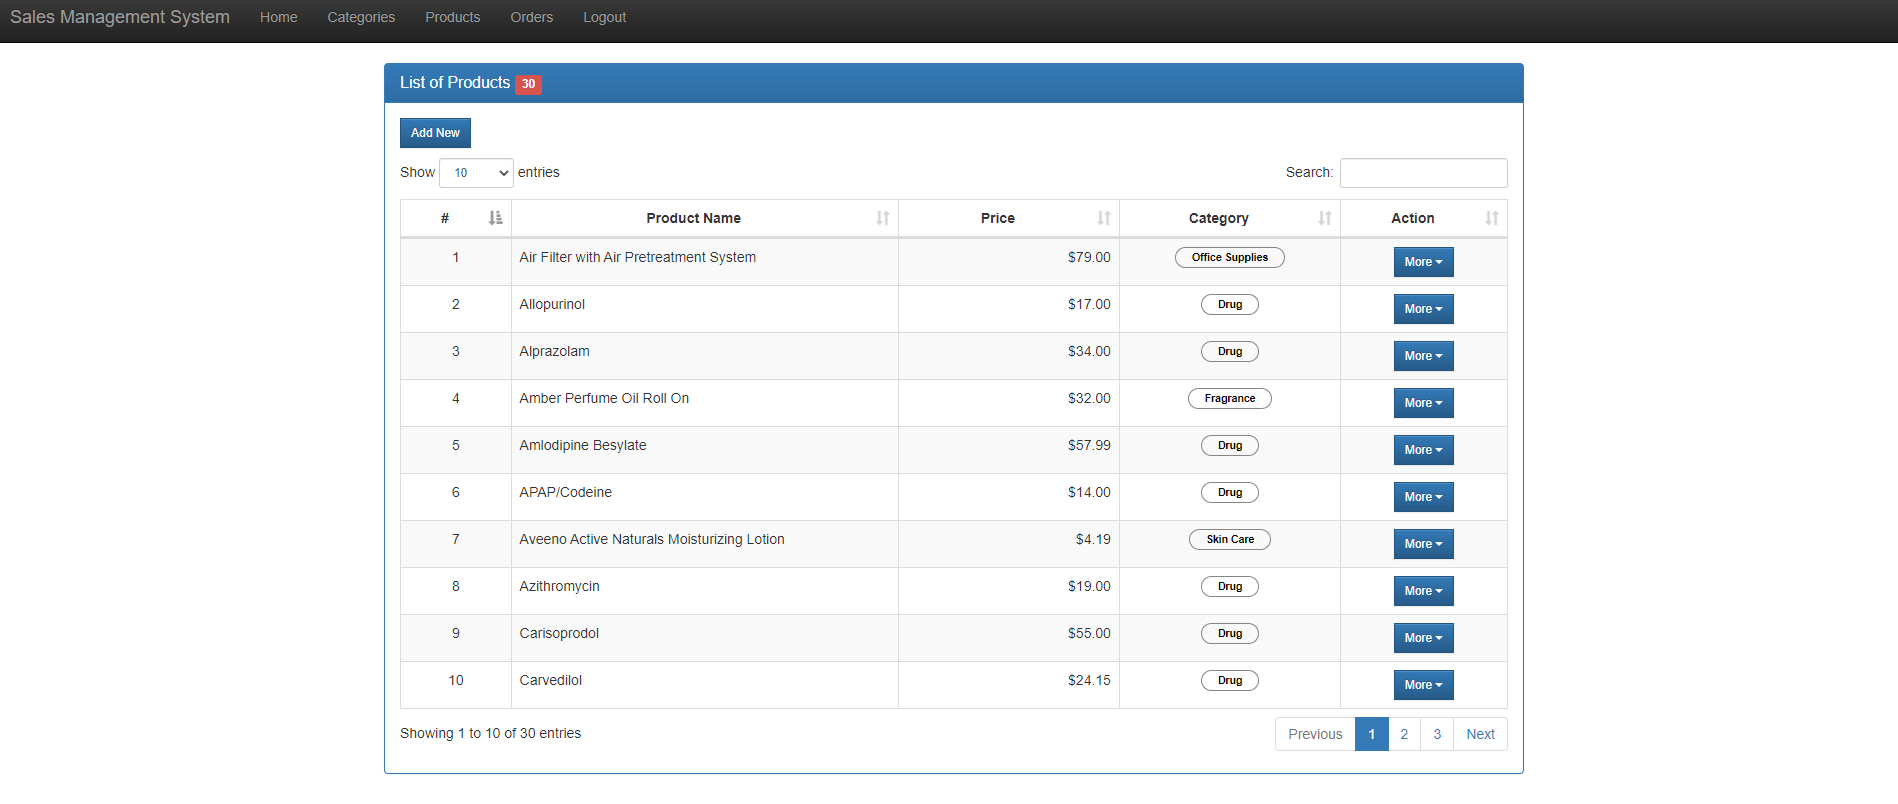 Sales Management System Home Categories Products Orders Logout
List of Products 30
Add New
Show 10 entries Search:
# Product Name Price Category Action
1 Air Filter with Air Pretreatment System $79.00 Office Supplies More
2 Allopurinol $17.00 Drug More
3 Alprazolam $34.00 Drug More
4 Amber Perfume Oil Roll On $32.00 Fragrance More
5 Amlodipine Besylate $57.99 Drug More
6 APAP/Codeine $14.00 Drug More
7 Aveeno Active Naturals Moisturizing Lotion $4.19 Skin Care More
8 Azithromycin $19.00 Drug More
9 Carisoprodol $55.00 Drug More
10 Carvedilol $24.15 Drug More
Showing 1 to 10 of 30 entries Previous 1 2 3 Next